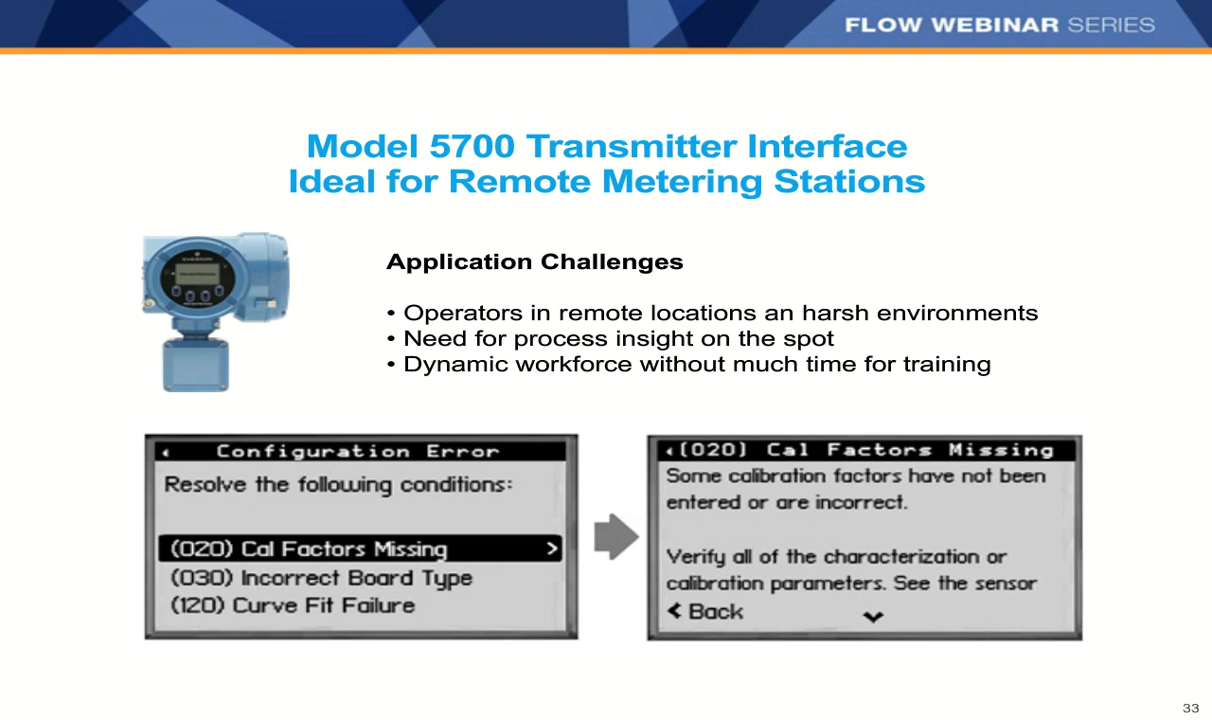 FLOW WEBINAR SERIES
Model 5700 Transmitter Interface
Ideal for Remote Metering Stations
Application Challenges
• Operators in remote locations an harsh environments
• Need for process insight on the spot
• Dynamic workforce without much time for training
Configuration Error
Resolve the following conditions:
(020) Cal Factors Missing >
(030) Incorrect Board Type
(120) Curve Fit Failure
(020) Cal Factors Missing
Some calibration factors have not been
entered or are incorrect.
Verify all of the characterization or
calibration parameters. See the sensor
< Back
33